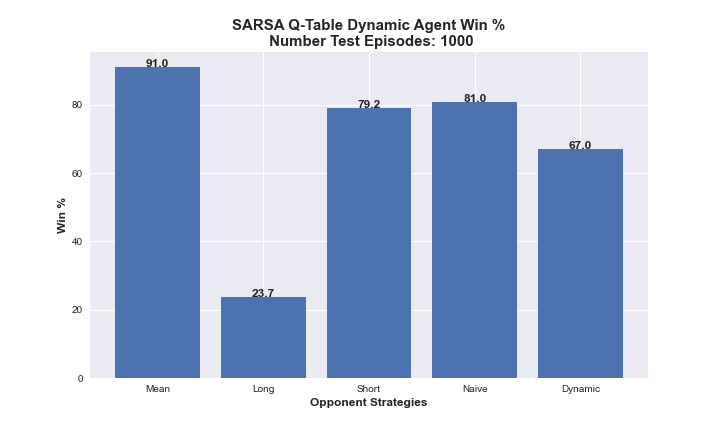 SARSA Q-Table Dynamic Agent Win %
Number Test Episodes: 1000
91.0
23.7
79.2
81.0
67.0
80
60
40
20
0
Win %
Mean
Long
Short
Naive
Dynamic
Opponent Strategies